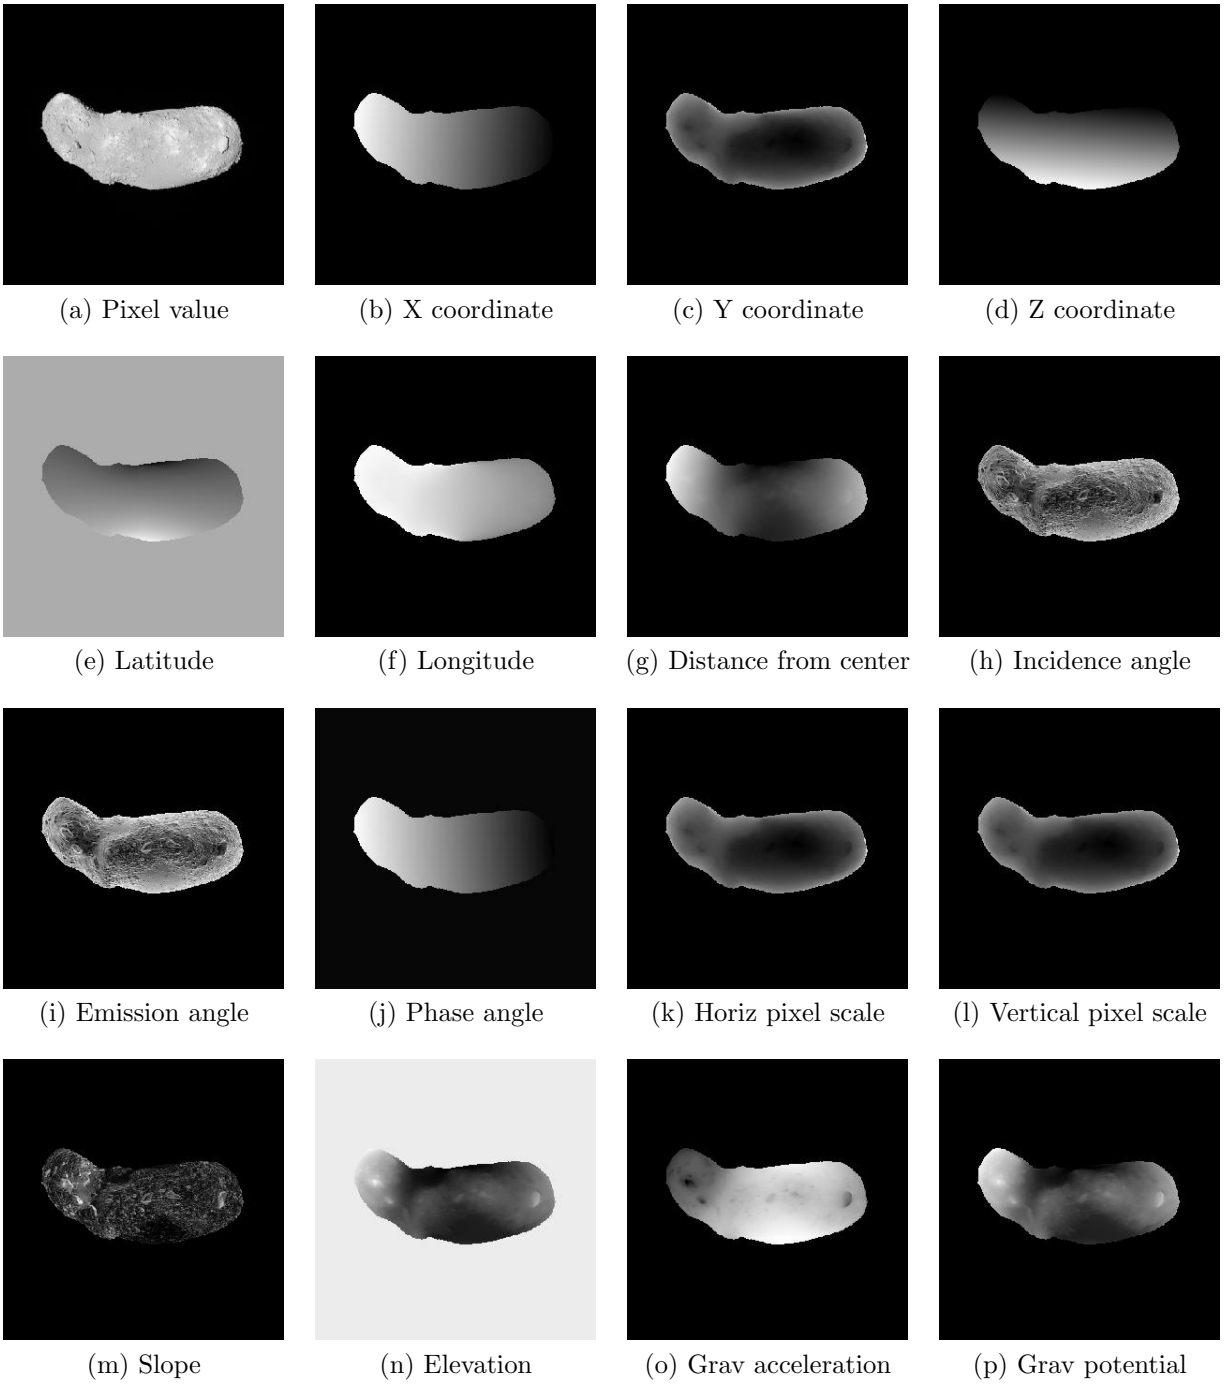 (a) Pixel value
(b) X coordinate
(c) Y coordinate
(d) Z coordinate
(e) Latitude
(f) Longitude
(g) Distance from center
(h) Incidence angle
(i) Emission angle
(j) Phase angle
(k) Horiz pixel scale
(l) Vertical pixel scale
(m) Slope
(n) Elevation
(o) Grav acceleration
(p) Grav potential